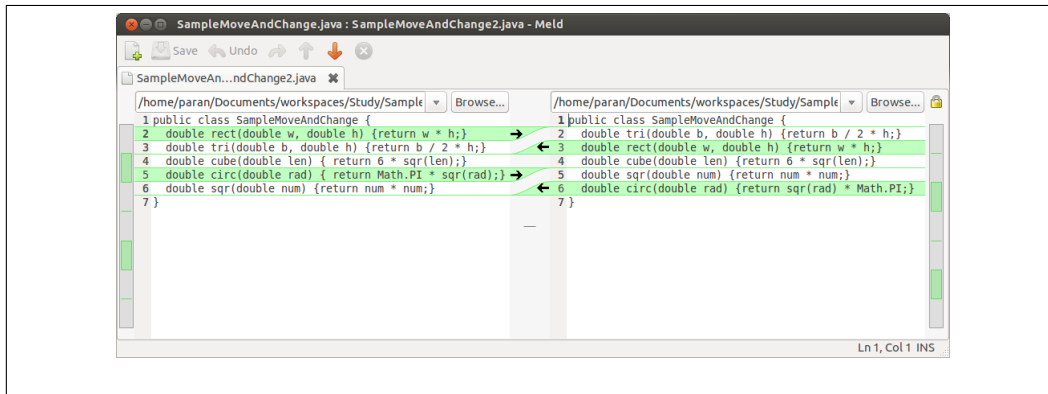 SampleMoveAndChange.java : SampleMoveAndChange2.java - Meld
Save Undo
SampleMoveAn...ndChange2.java
/home/paran/Documents/workspaces/Study/Sample Browse...
1 public class SampleMoveAndChange {
2 double rect(double w, double h) {return w * h;}
3 double tri(double b, double h) {return b / 2 * h;}
4 double cube(double len) { return 6 * sqr(len);}
5 double circ(double rad) { return Math.PI * sqr(rad);}
6 double sqr(double num) {return num * num;}
7 }
/home/paran/Documents/workspaces/Study/Sample Browse...
1 public class SampleMoveAndChange {
2 double tri(double b, double h) {return b / 2 * h;}
3 double rect(double w, double h) {return w * h;}
4 double cube(double len) {return 6 * sqr(len);}
5 double sqr(double num) {return num * num;}
6 double circ(double rad) {return sqr(rad) * Math.PI;}
7 }
Ln 1, Col 1 INS